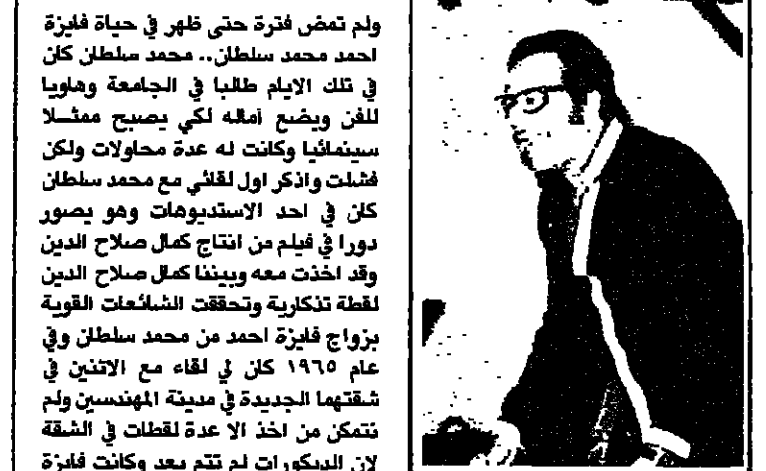 ولم تمض فترة حتى ظهر في حياة فايزة
احمد محمد سلطان.. محمد سلطان كان
في تلك الايام طالبا في الجامعة وهاويا
للفن ويضع أماله لكي يصبح ممثلا
سينمائيا وكانت له عدة محاولات ولكن
فشلت واذكر اول لقائي مع محمد سلطان
كان في احد الاستديوهات وهو يصور
دورا في فيلم من انتاج كمال صلاح الدين
وقد اخذت معه وبيننا كمال صلاح الدين
لقطة تذكارية وتحققت الشائعات القوية
بزواج فايزة احمد من محمد سلطان وفي
عام ١٩٦٥ كان لي لقاء مع الاثنين في
شقتهما الجديدة في مدينة المهندسين ولم
نتمكن من اخذ الا عدة لقطات في الشقة
لان الديكورات لم تتم بعد وكانت فايزة